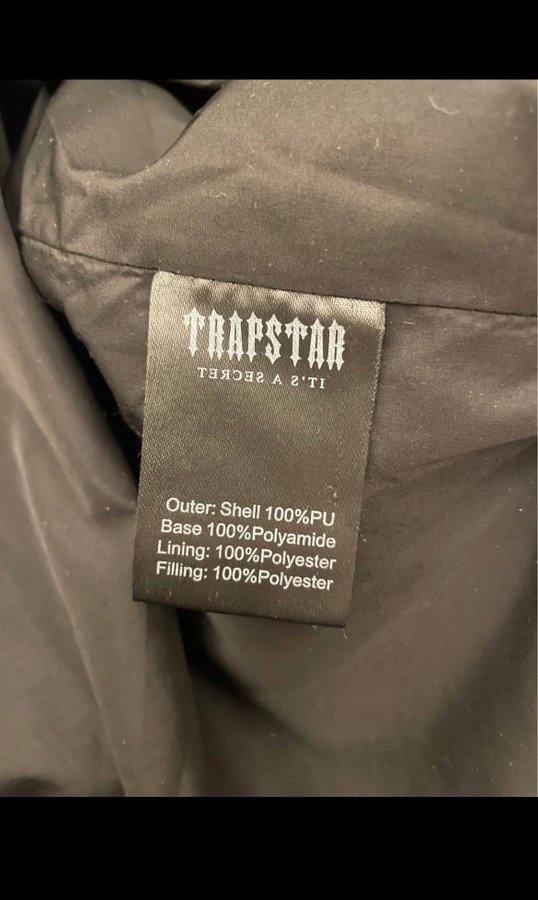 TRAPSTAR
IT'S A SECRET
Outer: Shell 100%PU
Base 100%Polyamide
Lining: 100%Polyester
Filling: 100%Polyester